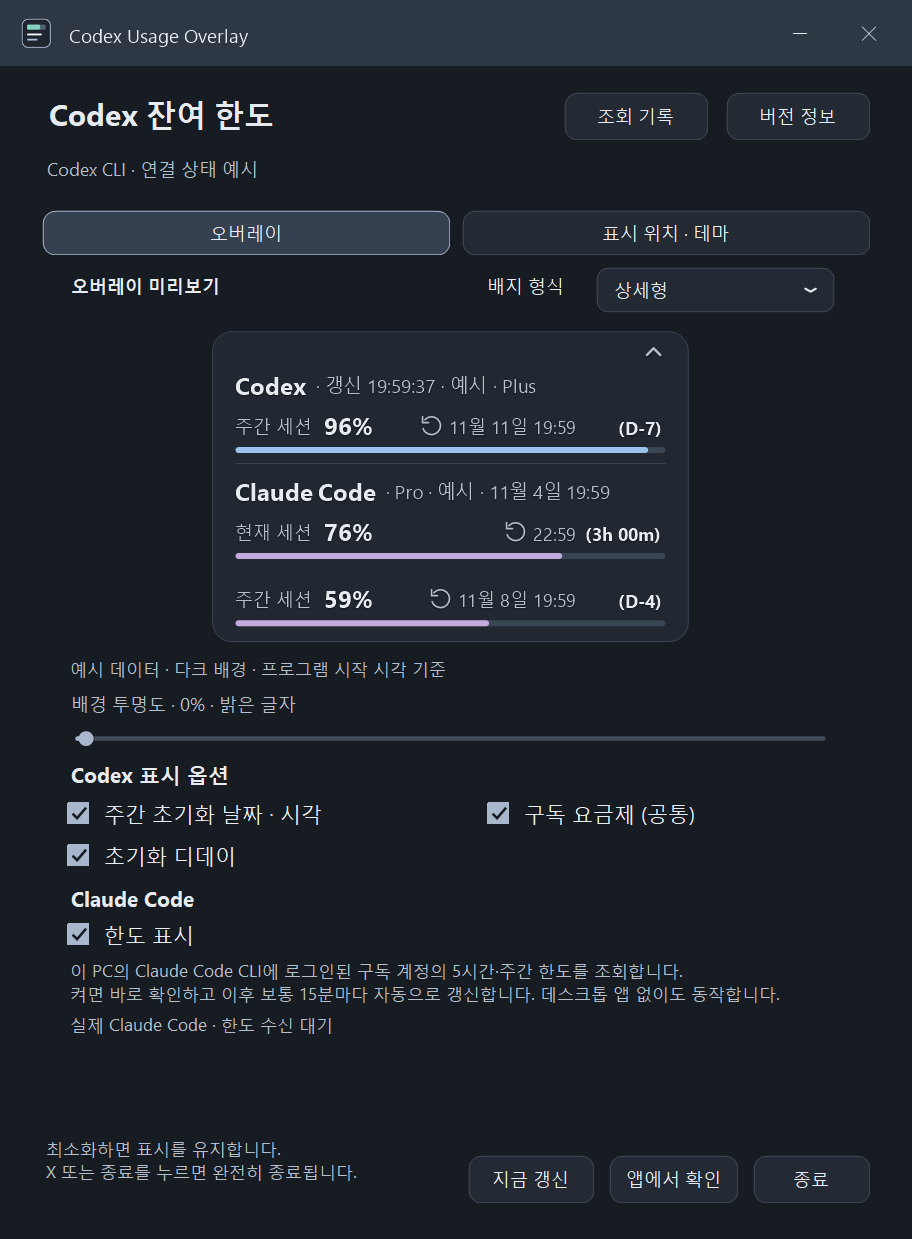 Codex Usage Overlay
Codex 잔여 한도
조회 기록
버전 정보
Codex CLI · 연결 상태 예시
오버레이
표시 위치 · 테마
오버레이 미리보기
배지 형식
상세형
Codex · 갱신 19:59:37 · 예시 · Plus
주간 세션 96% 11월 11일 19:59 (D-7)
Claude Code · Pro · 예시 · 11월 4일 19:59
현재 세션 76% 22:59 (3h 00m)
주간 세션 59% 11월 8일 19:59 (D-4)
예시 데이터 · 다크 배경 · 프로그램 시작 시각 기준
배경 투명도 · 0% · 밝은 글자
Codex 표시 옵션
주간 초기화 날짜 · 시각
구독 요금제 (공통)
초기화 디데이
Claude Code
한도 표시
이 PC의 Claude Code CLI에 로그인된 구독 계정의 5시간·주간 한도를 조회합니다.
켜면 바로 확인하고 이후 보통 15분마다 자동으로 갱신합니다. 데스크톱 앱 없이도 동작합니다.
실제 Claude Code · 한도 수신 대기
최소화하면 표시를 유지합니다.
X 또는 종료를 누르면 완전히 종료됩니다.
지금 갱신
앱에서 확인
종료